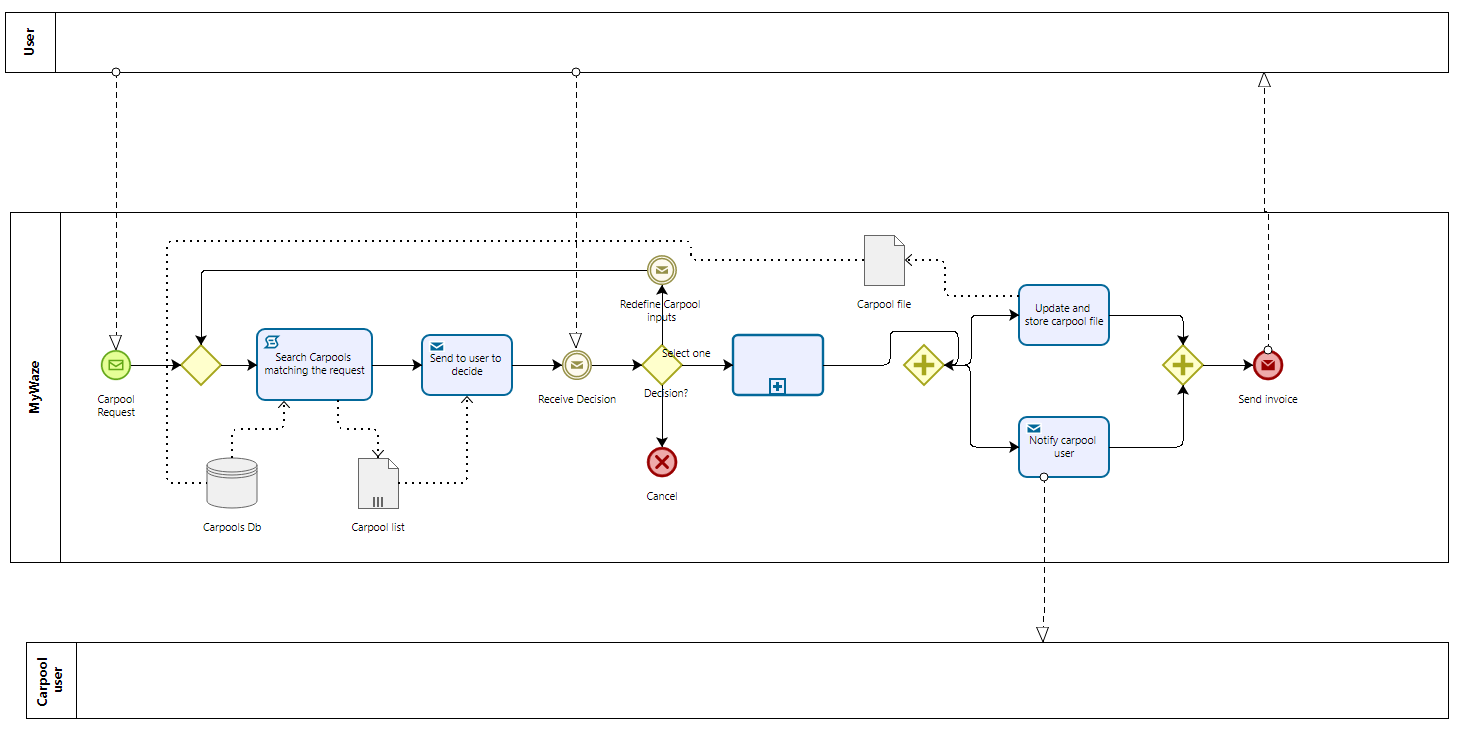 User
MyWaze
Carpool
Request
Search Carpools
matching the request
Send to user to
decide
Receive Decision
Redefine Carpool
inputs
Select one
Decision?
Cancel
Carpools Db
Carpool list
Carpool file
Update and
store carpool file
Notify carpool
user
Send invoice
Carpool
user